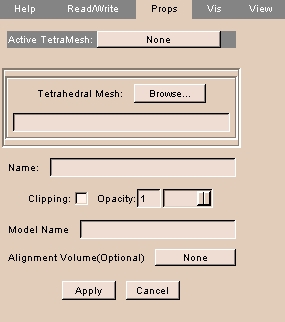 Help Read/Write Props Vis View
Active TetraMesh: None
Tetrahedral Mesh: Browse...
Name:
Clipping: Opacity: 1
Model Name
Alignment Volume(Optional) None
Apply Cancel